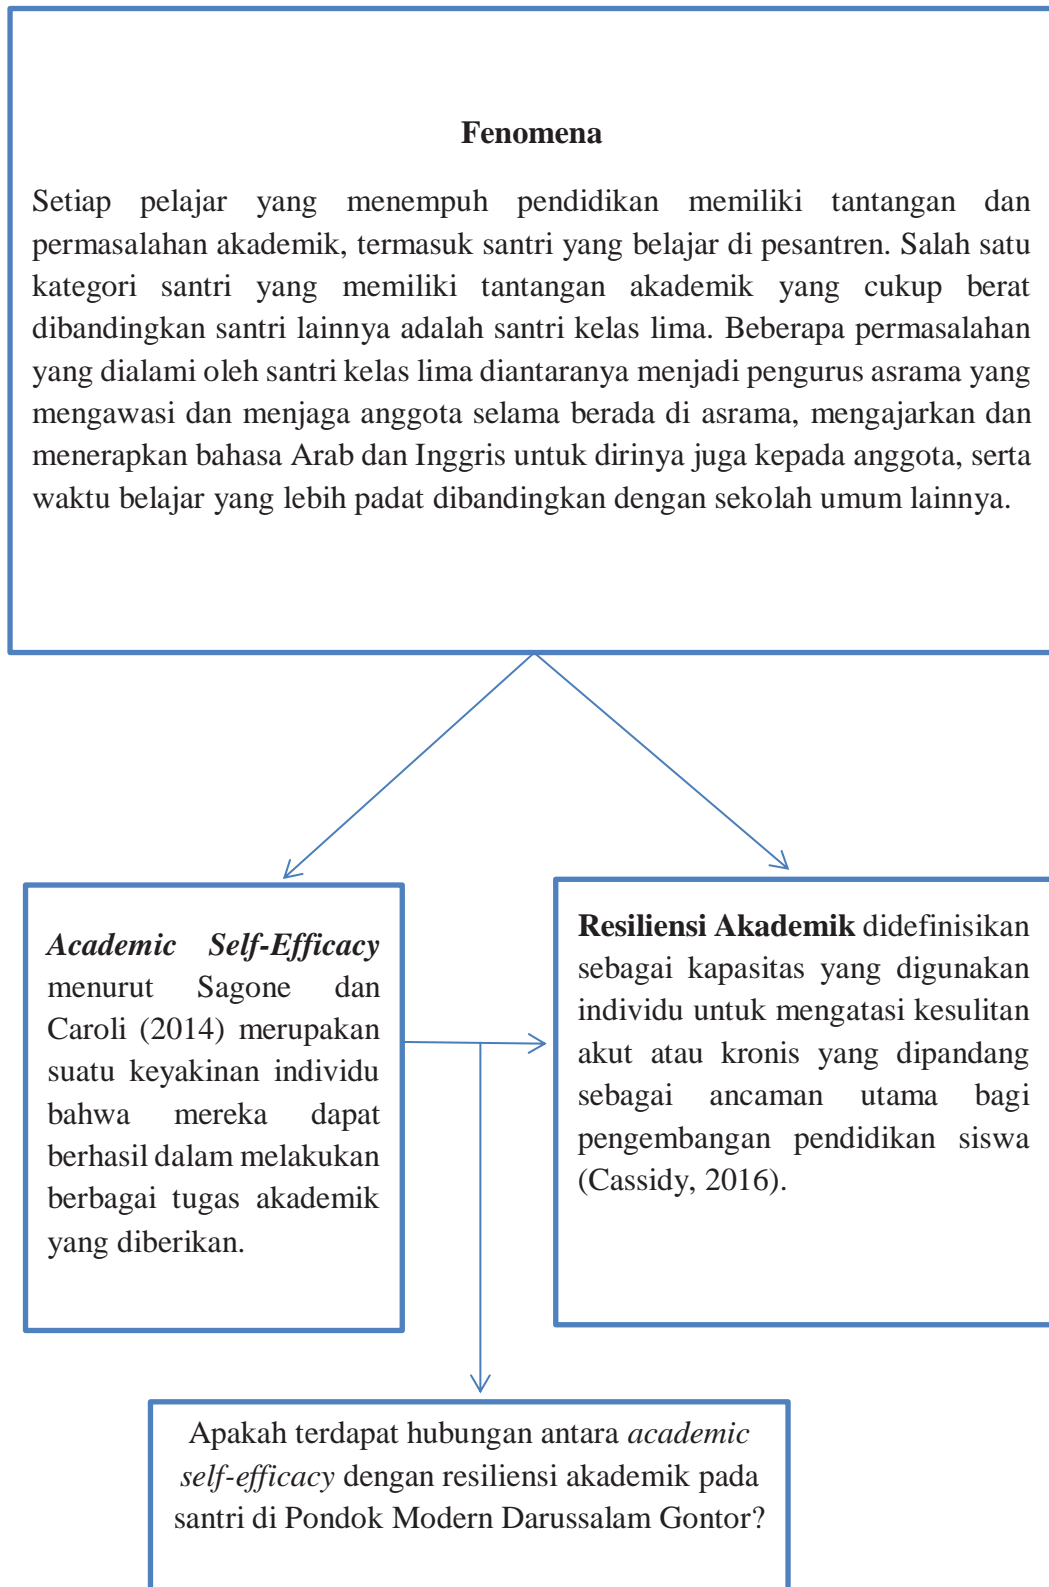 Fenomena
Setiap pelajar yang menempuh pendidikan memiliki tantangan dan
permasalahan akademik, termasuk santri yang belajar di pesantren. Salah satu
kategori santri yang memiliki tantangan akademik yang cukup berat
dibandingkan santri lainnya adalah santri kelas lima. Beberapa permasalahan
yang dialami oleh santri kelas lima diantaranya menjadi pengurus asrama yang
mengawasi dan menjaga anggota selama berada di asrama, mengajarkan dan
menerapkan bahasa Arab dan Inggris untuk dirinya juga kepada anggota, serta
waktu belajar yang lebih padat dibandingkan dengan sekolah umum lainnya.
Academic Self-Efficacy
menurut Sagone dan
Caroli (2014) merupakan
suatu keyakinan individu
bahwa mereka dapat
berhasil dalam melakukan
berbagai tugas akademik
yang diberikan.
Resiliensi Akademik didefinisikan
sebagai kapasitas yang digunakan
individu untuk mengatasi kesulitan
akut atau kronis yang dipandang
sebagai ancaman utama bagi
pengembangan pendidikan siswa
(Cassidy, 2016).
Apakah terdapat hubungan antara academic
self-efficacy dengan resiliensi akademik pada
santri di Pondok Modern Darussalam Gontor?